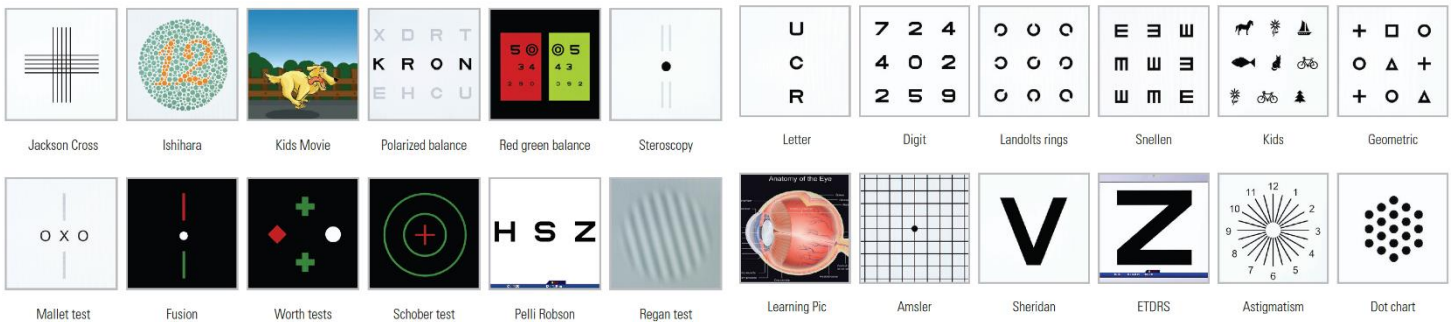 12
X D R T
K R O N
E H C U
5 0 0 5
3 4 4 3
2 9 0 3 9 2
U
C
R
7 2 4
4 0 2
2 5 9
E E E
E E E
E E E
Jackson Cross
Ishihara
Kids Movie
Polarized balance
Red green balance
Steroscopy
Letter
Digit
Landolts rings
Snellen
Kids
Geometric
O X O
H S Z
Anatomy of the Eye
V
Z
11 12 1
10 2
9 3
8 4
7 6 5
Mallet test
Fusion
Worth tests
Schober test
Pelli Robson
Regan test
Learning Pic
Amsler
Sheridan
ETDRS
Astigmatism
Dot chart